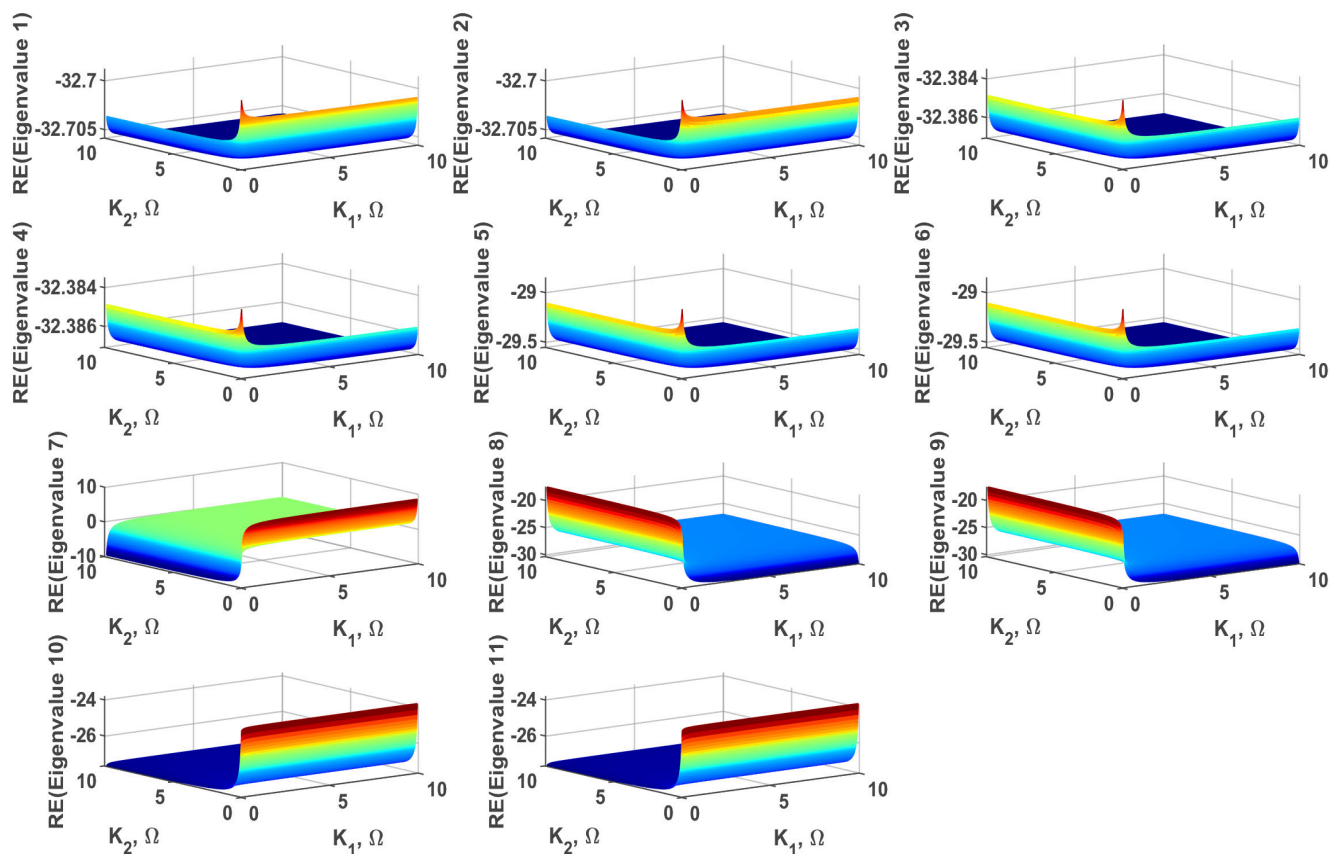 RE(Eigenvalue 1)
-32.7
-32.705
10
5
0
0
5
10
K2, Ω
K1, Ω
RE(Eigenvalue 2)
-32.7
-32.705
10
5
0
0
5
10
K2, Ω
K1, Ω
RE(Eigenvalue 3)
-32.384
-32.386
10
5
0
0
5
10
K2, Ω
K1, Ω
RE(Eigenvalue 4)
-32.384
-32.386
10
5
0
0
5
10
K2, Ω
K1, Ω
RE(Eigenvalue 5)
-29
-29.5
10
5
0
0
5
10
K2, Ω
K1, Ω
RE(Eigenvalue 6)
-29
-29.5
10
5
0
0
5
10
K2, Ω
K1, Ω
RE(Eigenvalue 7)
10
0
-10
10
5
0
0
5
10
K2, Ω
K1, Ω
RE(Eigenvalue 8)
-20
-25
-30
10
5
0
0
5
10
K2, Ω
K1, Ω
RE(Eigenvalue 9)
-20
-25
-30
10
5
0
0
5
10
K2, Ω
K1, Ω
RE(Eigenvalue 10)
-24
-26
10
5
0
0
5
10
K2, Ω
K1, Ω
RE(Eigenvalue 11)
-24
-26
10
5
0
0
5
10
K2, Ω
K1, Ω